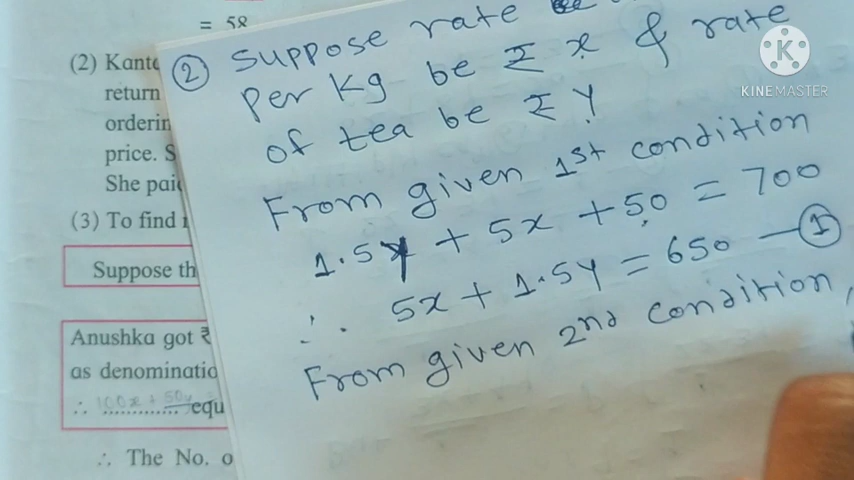 = 58
(2)
return
orderin
price. S
She paid
(3) To find
Suppose th
Anushka got ₹
as denominatio
∴ 100x + 50y equ
∴ The No. o
② Suppose rate
Per Kg be ₹ x & rate
of tea be ₹ y
From given 1st condition
1.5y + 5x + 50 = 700
∴ 5x + 1.5y = 650 — ①
From given 2nd condition,
K
KINEMASTER